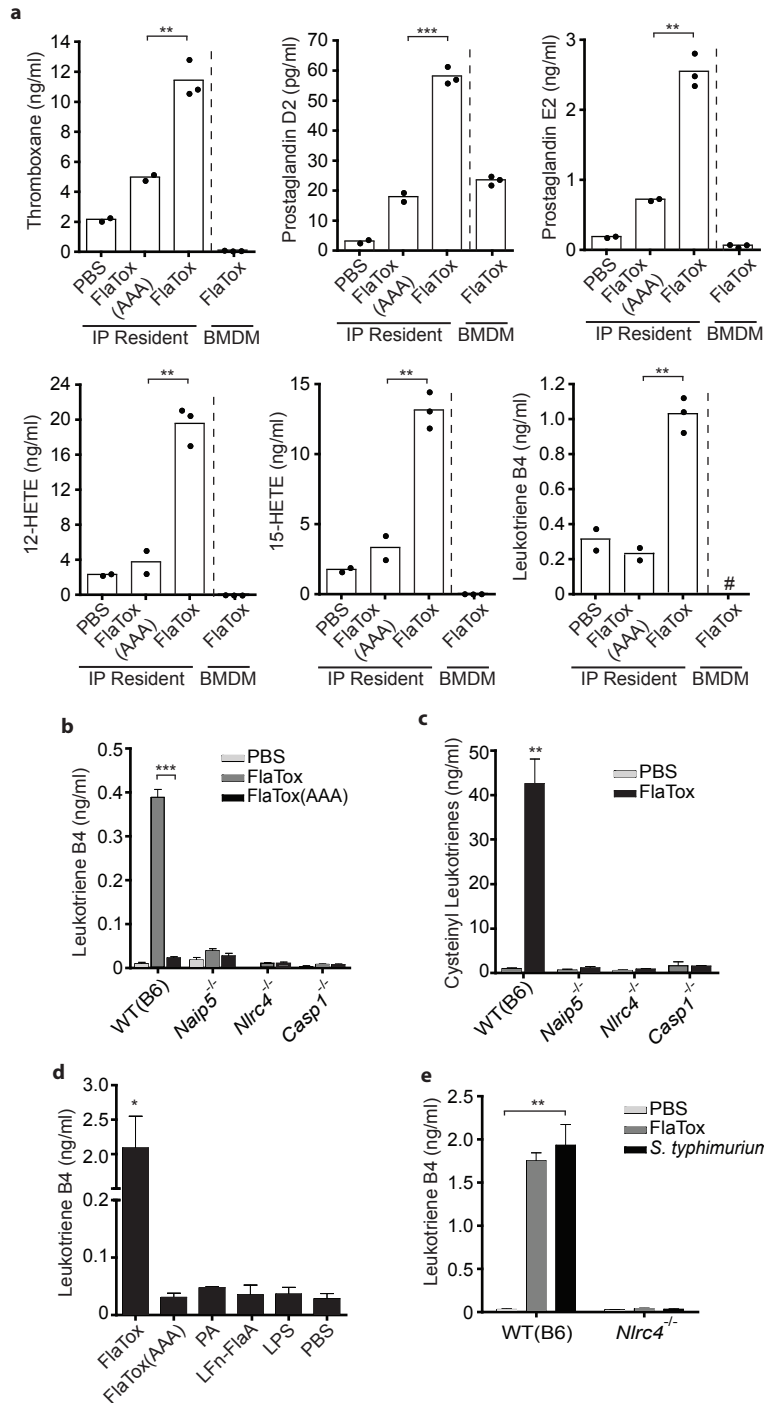 a
**
14
12
10
8
6
4
2
0
Thromboxane (ng/ml)
PBS
FlaTox
(AAA)
FlaTox
FlaTox
IP Resident
BMDM
***
70
60
50
40
30
20
10
0
Prostaglandin D2 (pg/ml)
PBS
FlaTox
(AAA)
FlaTox
FlaTox
IP Resident
BMDM
**
3
2
1
0
Prostaglandin E2 (ng/ml)
PBS
FlaTox
(AAA)
FlaTox
FlaTox
IP Resident
BMDM
**
24
20
16
12
8
4
0
12-HETE (ng/ml)
PBS
FlaTox
(AAA)
FlaTox
FlaTox
IP Resident
BMDM
**
15
10
5
0
15-HETE (ng/ml)
PBS
FlaTox
(AAA)
FlaTox
FlaTox
IP Resident
BMDM
**
1.2
1.0
0.8
0.6
0.4
0.2
0
Leukotriene B4 (ng/ml)
#
PBS
FlaTox
(AAA)
FlaTox
FlaTox
IP Resident
BMDM
b
0.5
0.4
0.3
0.2
0.1
0
Leukotriene B4 (ng/ml)
***
PBS
FlaTox
FlaTox(AAA)
WT(B6)
Naip5-/-
Nlrc4-/-
Casp1-/-
c
50
40
30
20
10
0
Cysteinyl Leukotrienes (ng/ml)
**
PBS
FlaTox
WT(B6)
Naip5-/-
Nlrc4-/-
Casp1-/-
d
3.0
2.5
2.0
0.2
0.1
0
Leukotriene B4 (ng/ml)
*
FlaTox
FlaTox(AAA)
PA
LFn-FlaA
LPS
PBS
e
2.5
2.0
1.5
1.0
0.5
0
Leukotriene B4 (ng/ml)
**
PBS
FlaTox
S. typhimurium
WT(B6)
Nlrc4-/-